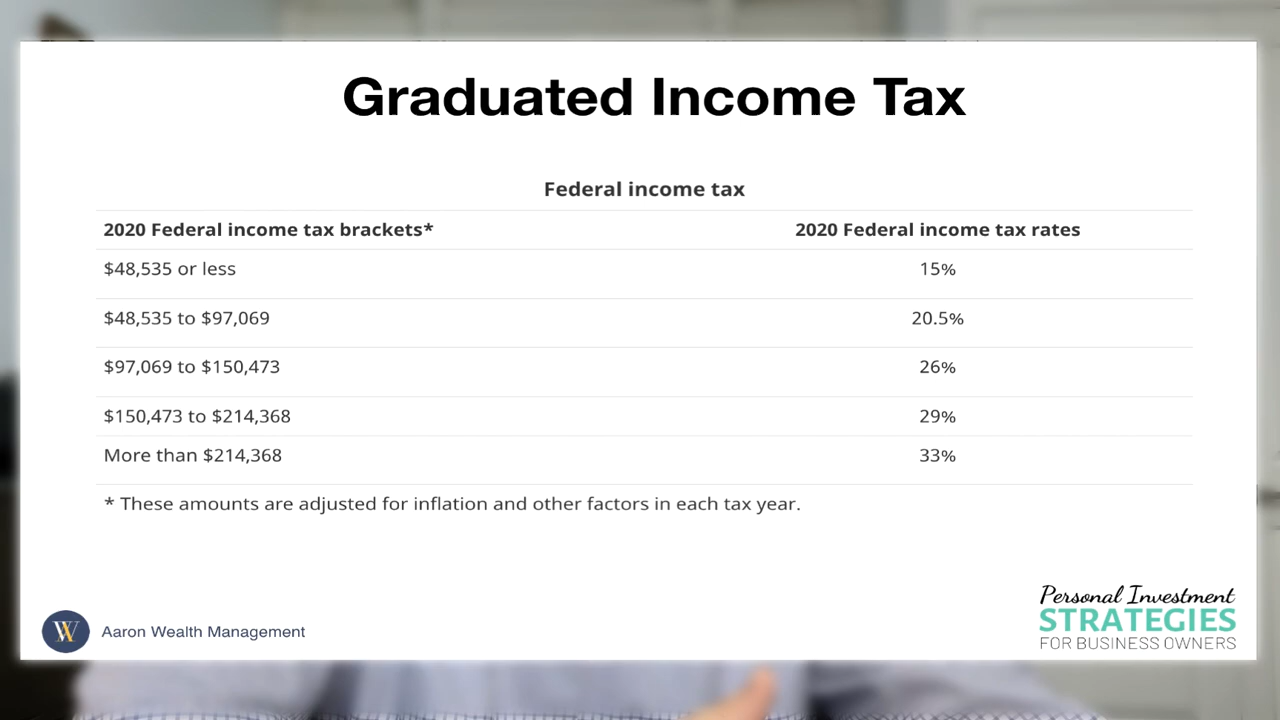 Graduated Income Tax
Federal income tax
2020 Federal income tax brackets* 2020 Federal income tax rates
$48,535 or less 15%
$48,535 to $97,069 20.5%
$97,069 to $150,473 26%
$150,473 to $214,368 29%
More than $214,368 33%
* These amounts are adjusted for inflation and other factors in each tax year.
Aaron Wealth Management
Personal Investment
STRATEGIES
FOR BUSINESS OWNERS